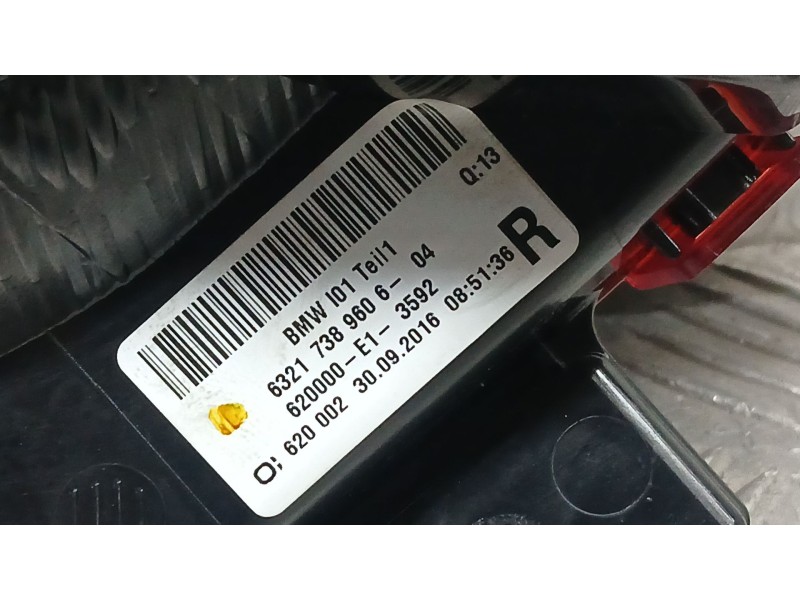 Q:13
BMW I01 Teil1
6321 738 960 6- 04
620000-E1- 3592
620 002 30.09.2016 08:51:36
R